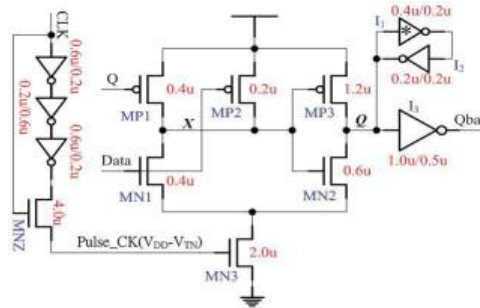 CLK
0.6u/0.2u
0.2u/0.6u
0.6u/0.2u
4.0u
MNZ
Q
0.4u
MP1
X
0.2u
MP2
MP3
1.2u
Q
0.4u/0.2u
I1
*
I2
0.2u/0.2u
I3
Qba
1.0u/0.5u
Data
0.4u
MN1
0.6u
MN2
Pulse_CK(VDD-VTN)
2.0u
MN3